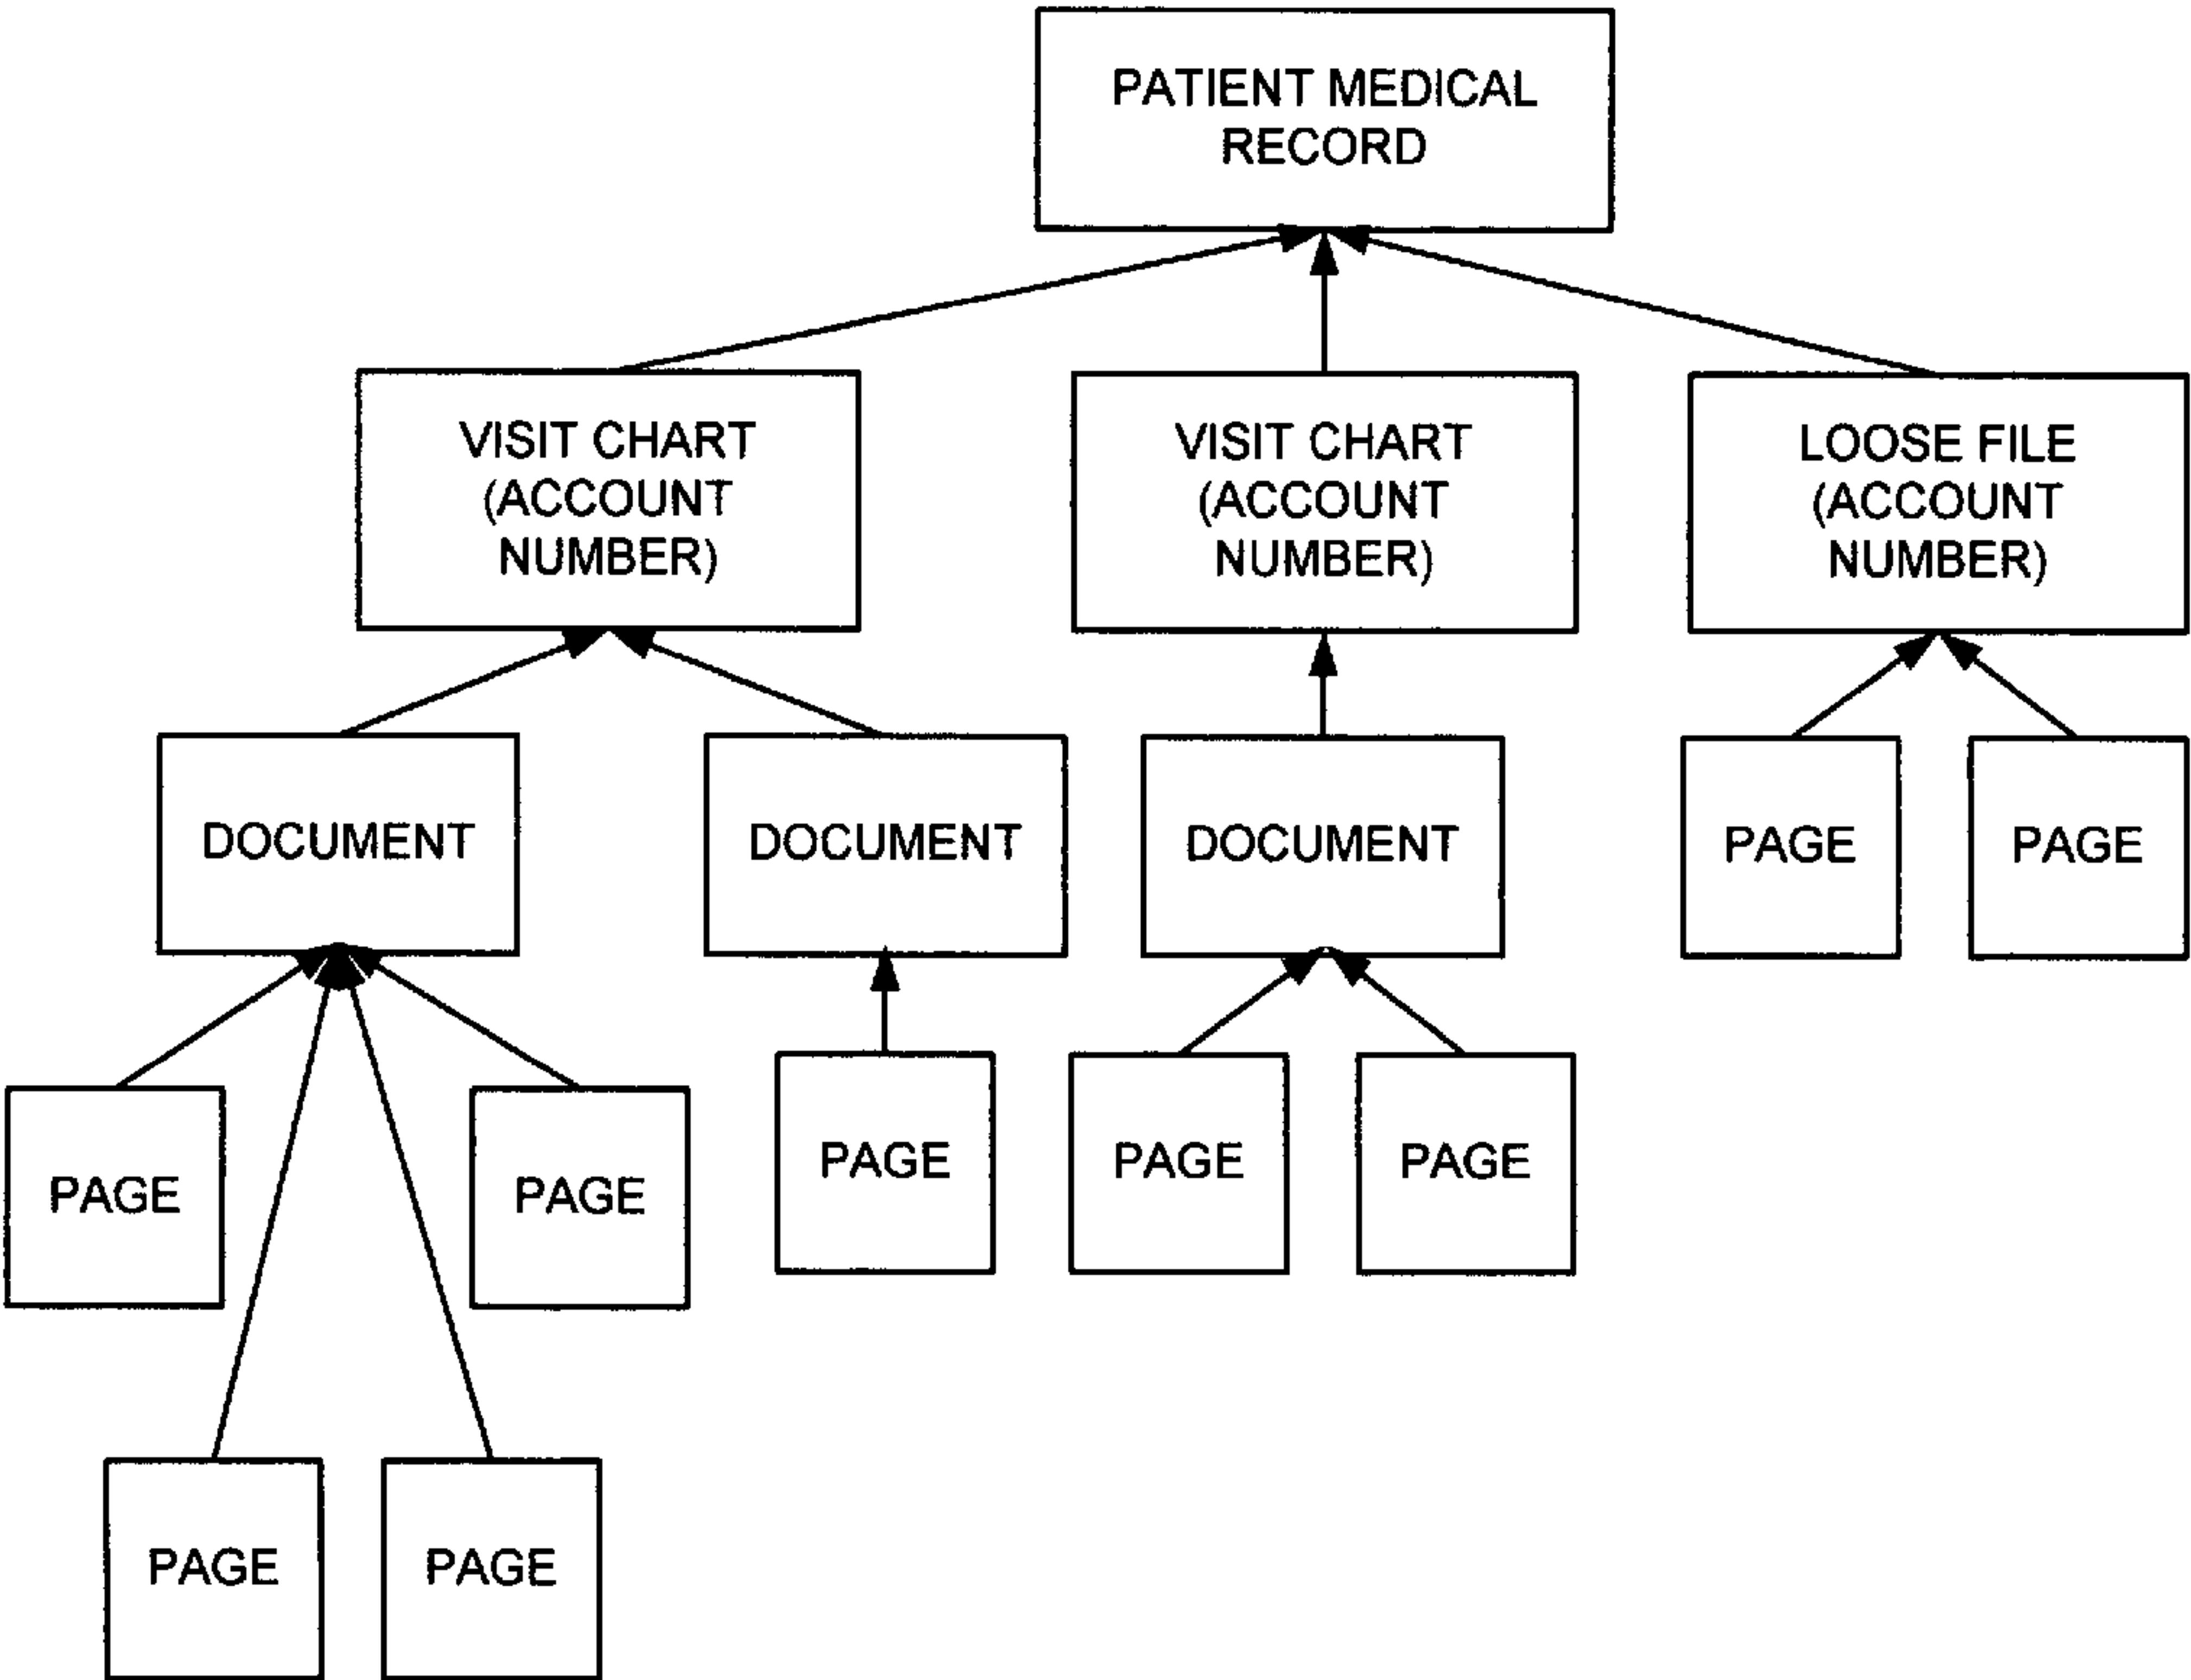 PATIENT MEDICAL
RECORD
VISIT CHART
(ACCOUNT
NUMBER)
VISIT CHART
(ACCOUNT
NUMBER)
LOOSE FILE
(ACCOUNT
NUMBER)
DOCUMENT
DOCUMENT
DOCUMENT
PAGE
PAGE
PAGE
PAGE
PAGE
PAGE
PAGE
PAGE
PAGE